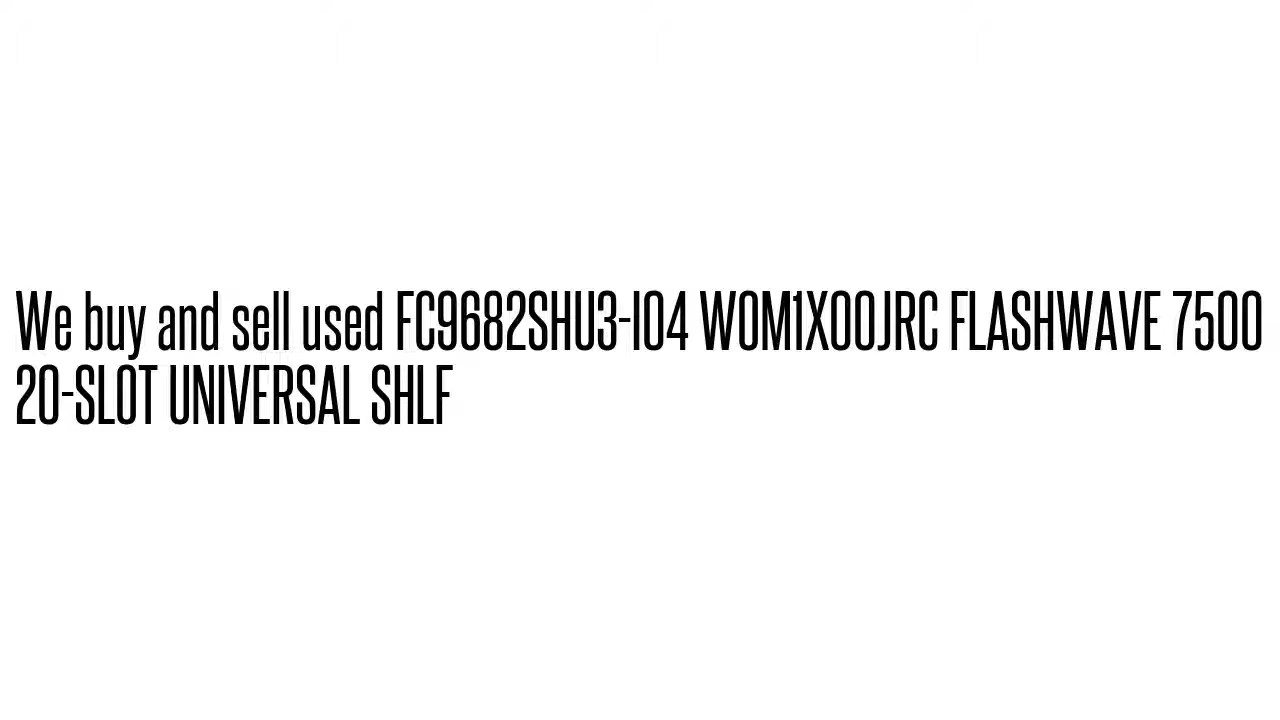 We buy and sell used FC9682SHU3-I04 WOM1X00JRC FLASHWAVE 7500
20-SLOT UNIVERSAL SHLF